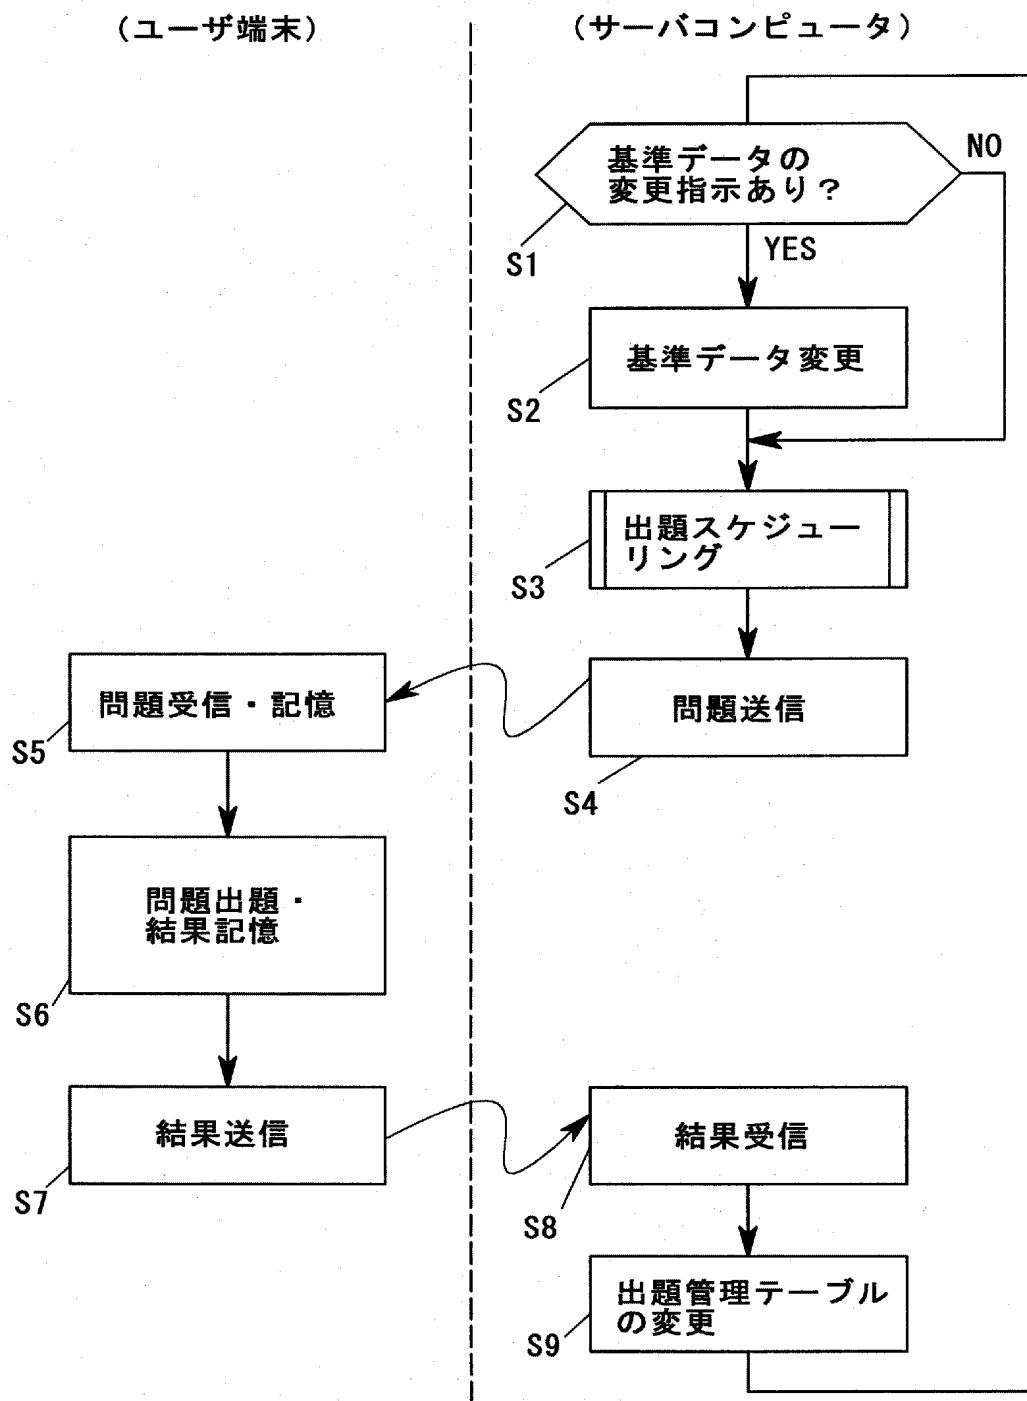 (ユーザ端末)
(サーバコンピュータ)
基準データの
変更指示あり?
NO
S1
YES
基準データ変更
S2
出題スケジュー
リング
S3
問題送信
S4
問題受信・記憶
S5
問題出題・
結果記憶
S6
結果送信
S7
結果受信
S8
出題管理テーブル
の変更
S9